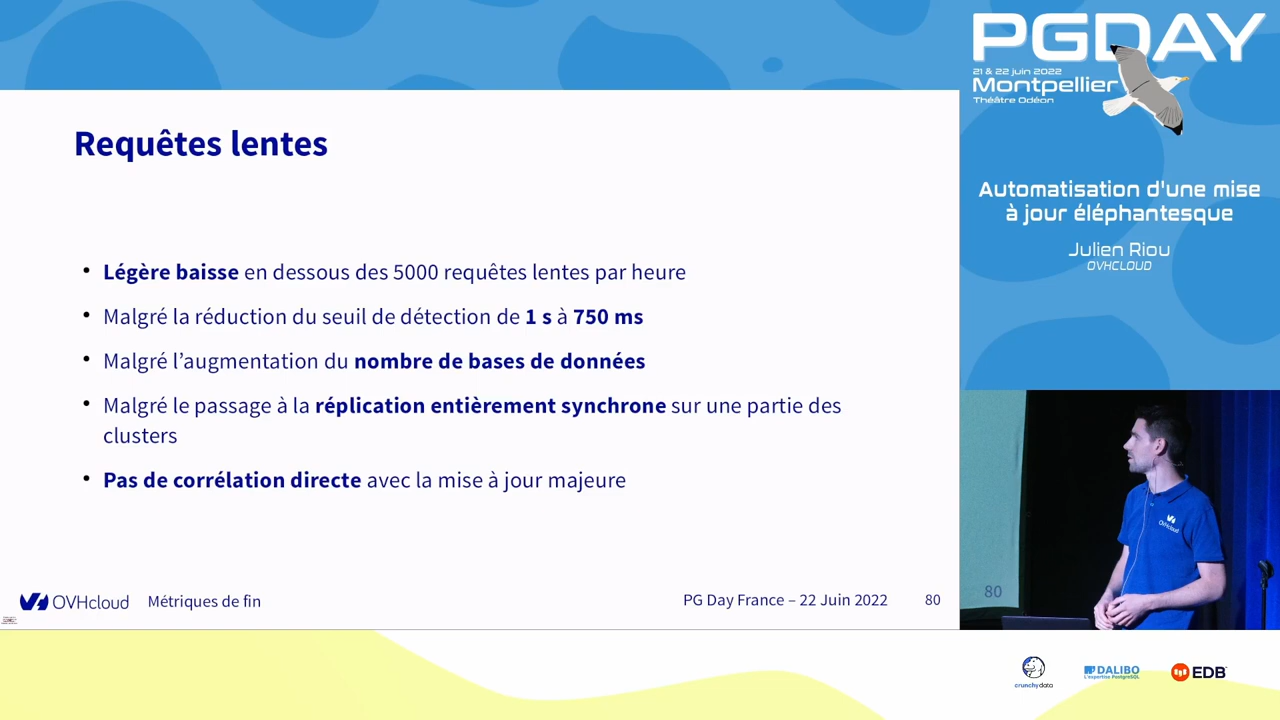 Requêtes lentes
• Légère baisse en dessous des 5000 requêtes lentes par heure
• Malgré la réduction du seuil de détection de 1 s à 750 ms
• Malgré l'augmentation du nombre de bases de données
• Malgré le passage à la réplication entièrement synchrone sur une partie des
clusters
• Pas de corrélation directe avec la mise à jour majeure
OVHcloud Métriques de fin
PG Day France – 22 Juin 2022 80
PGDAY
21 & 22 juin 2022
Montpellier
Théâtre Odéon
Automatisation d'une mise
à jour éléphantesque
Julien Riou
OVHCLOUD
OVHcloud
80
crunchydata
DALIBO
L'expertise PostgreSQL
EDB